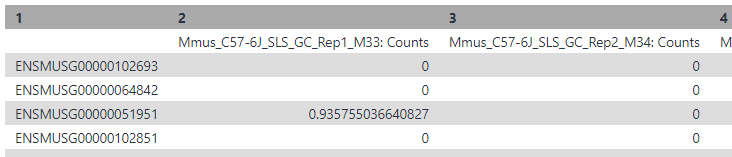 1 2 3 4
Mmus_C57-6J_SLS_GC_Rep1_M33: Counts Mmus_C57-6J_SLS_GC_Rep2_M34: Counts M
ENSMUSG00000102693 0 0
ENSMUSG00000064842 0 0
ENSMUSG00000051951 0.935755036640827 0
ENSMUSG00000102851 0 0